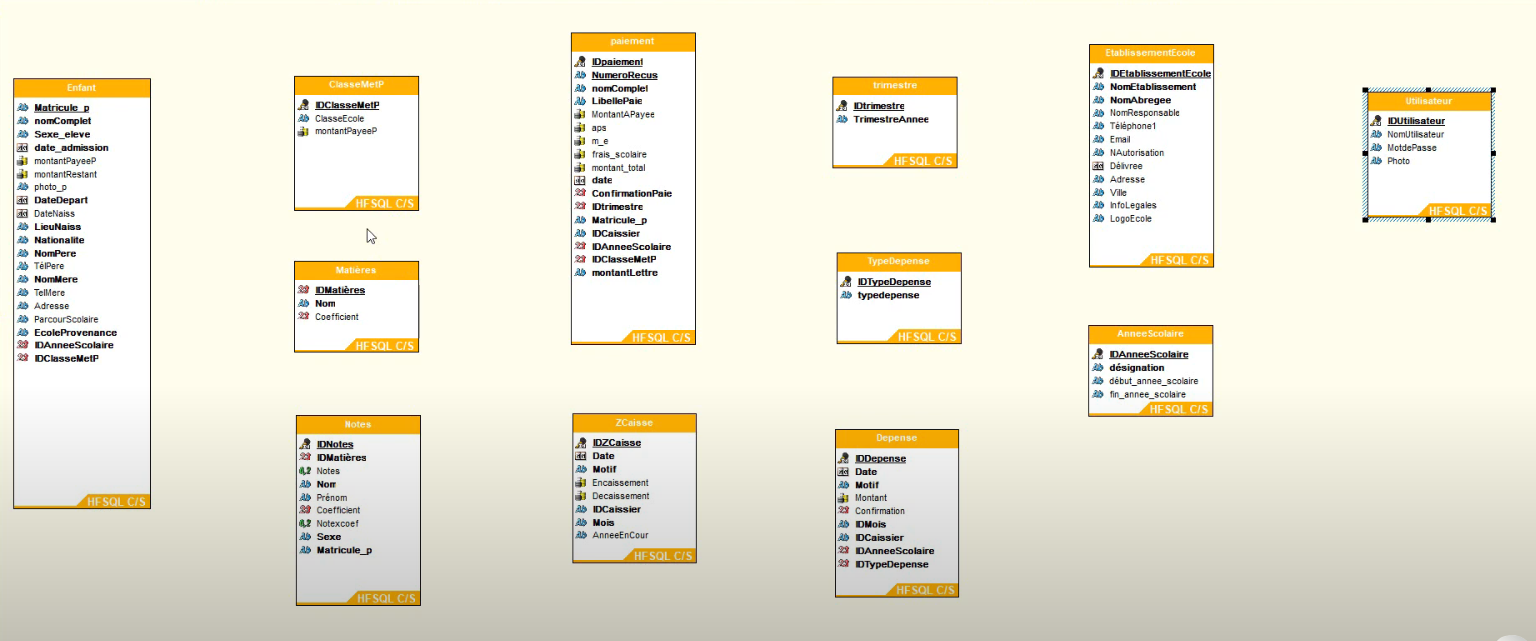 Enfant
Matricule_p
nomComplet
Sexe_eleve
date_admission
montantPayeeP
montantRestant
photo_p
DateDepart
DateNaiss
LieuNaiss
Nationalite
NomPere
TélPere
NomMere
TelMere
Adresse
ParcourScolaire
EcoleProvenance
IDAnneeScolaire
IDClasseMetP
HFSQL C/S
ClasseMetP
IDClasseMetP
ClasseEcole
montantPayeeP
HFSQL C/S
Matières
IDMatières
Nom
Coefficient
HFSQL C/S
Notes
IDNotes
IDMatières
Notes
Nom
Prénom
Coefficient
Notexcoef
Sexe
Matricule_p
HFSQL C/S
paiement
IDpaiement
NumeroRecus
nomComplet
LibellePaie
MontantAPayee
aps
m_e
frais_scolaire
montant_total
date
ConfirmationPaie
IDtrimestre
Matricule_p
IDCaissier
IDAnneeScolaire
IDClasseMetP
montantLettre
HFSQL C/S
ZCaisse
IDZCaisse
Date
Motif
Encaissement
Decaissement
IDCaissier
Mois
AnneeEnCour
HFSQL C/S
trimestre
IDtrimestre
TrimestreAnnee
HFSQL C/S
TypeDepense
IDTypeDepense
typedepense
HFSQL C/S
Depense
IDDepense
Date
Motif
Montant
Confirmation
IDMois
IDCaissier
IDAnneeScolaire
IDTypeDepense
HFSQL C/S
EtablissementÉcole
IDEtablissementEcole
NomEtablissement
NomAbregee
NomResponsable
Téléphone1
Email
NAutorisation
Délivree
Adresse
Ville
InfoLegales
LogoEcole
HFSQL C/S
AnneeScolaire
IDAnneeScolaire
désignation
début_annee_scolaire
fin_annee_scolaire
HFSQL C/S
Utilisateur
IDUtilisateur
NomUtilisateur
MotdePasse
Photo
HFSQL C/S